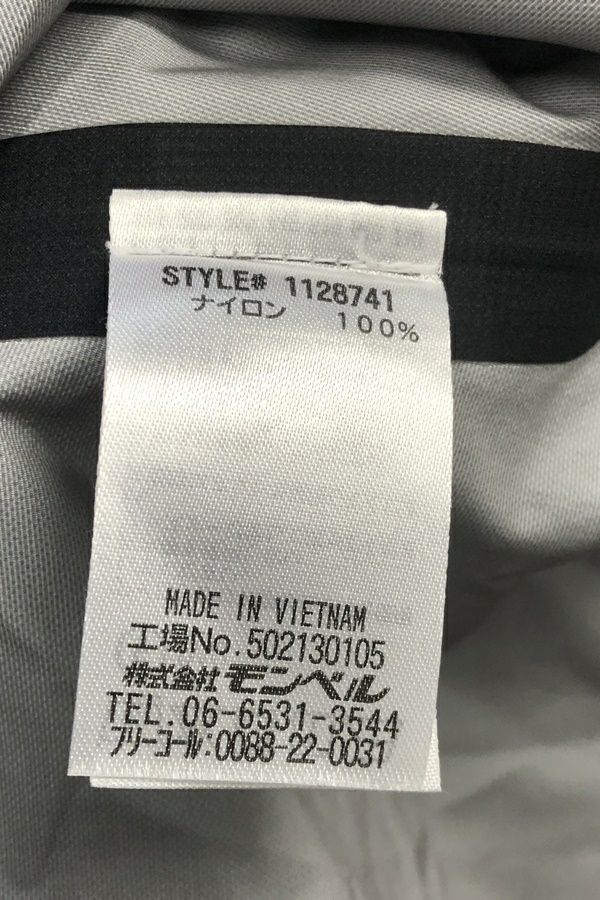 STYLE# 1128741
ナイロン 100%
MADE IN VIETNAM
工場No.502130105
株式会社モンベル
TEL.06-6531-3544
フリーコール:0088-22-0031